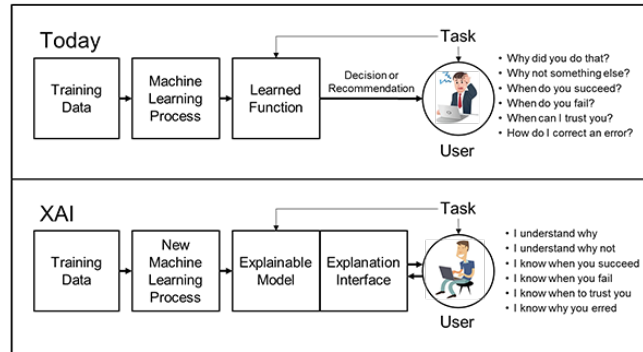 Today
Task
Training
Data
Machine
Learning
Process
Learned
Function
Decision or
Recommendation
User
• Why did you do that?
• Why not something else?
• When do you succeed?
• When do you fail?
• When can I trust you?
• How do I correct an error?
XAI
Task
Training
Data
New
Machine
Learning
Process
Explainable
Model
Explanation
Interface
User
• I understand why
• I understand why not
• I know when you succeed
• I know when you fail
• I know when to trust you
• I know why you erred